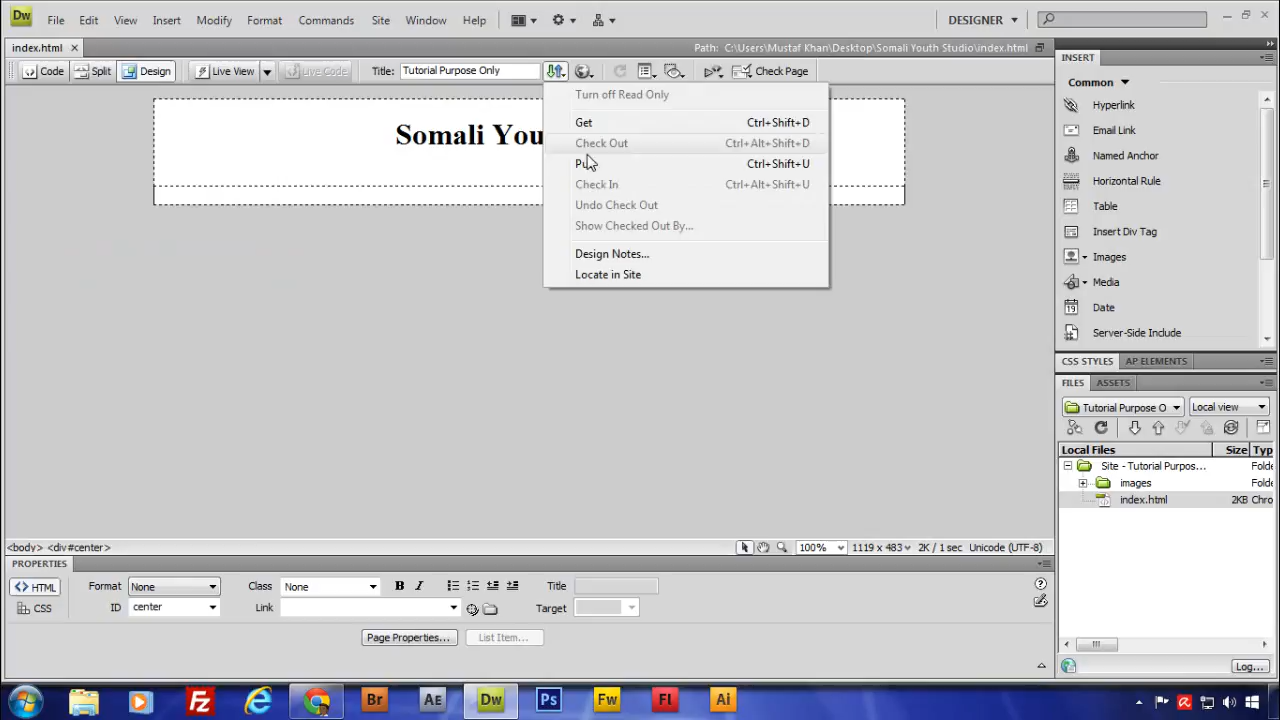 Dw File Edit View Insert Modify Format Commands Site Window Help DESIGNER
index.html Path: C:\Users\Mustaf Khan\Desktop\Somali Youth Studio\index.html
Code Split Design Live View Live Code Title: Tutorial Purpose Only Check Page
Turn off Read Only
Get Ctrl+Shift+D
Check Out Ctrl+Alt+Shift+D
Ctrl+Shift+U
Check In Ctrl+Alt+Shift+U
Undo Check Out
Show Checked Out By...
Design Notes...
Locate in Site
Somali You
INSERT
Common
Hyperlink
Email Link
Named Anchor
Horizontal Rule
Table
Insert Div Tag
Images
Media
Date
19
Server-Side Include
CSS STYLES AP ELEMENTS
FILES ASSETS
Tutorial Purpose O Local view
Local Files Size Typ
Site - Tutorial Purpos... Folde
images Folde
index.html 2KB Chro
Log...
<body> <div#center> 100% 1119 x 483 2K / 1 sec Unicode (UTF-8)
PROPERTIES
<> HTML Format None Class None B I Title
CSS ID center Link Target
Page Properties... List Item...
Fz Br Ae Dw Ps Fw Fl Ai